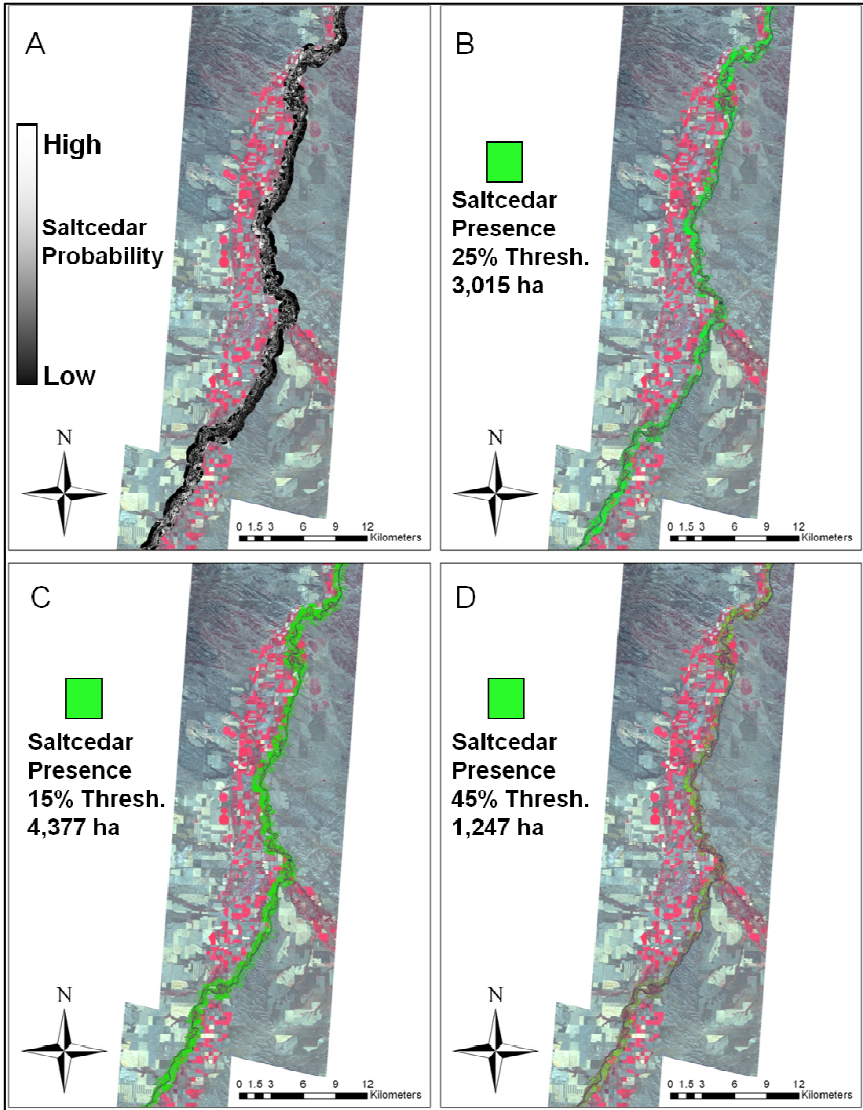 A
High
Saltcedar
Probability
Low
N
0 1.5 3 6 9 12
Kilometers
B
Saltcedar
Presence
25% Thresh.
3,015 ha
N
0 1.5 3 6 9 12
Kilometers
C
Saltcedar
Presence
15% Thresh.
4,377 ha
N
0 1.5 3 6 9 12
Kilometers
D
Saltcedar
Presence
45% Thresh.
1,247 ha
N
0 1.5 3 6 9 12
Kilometers